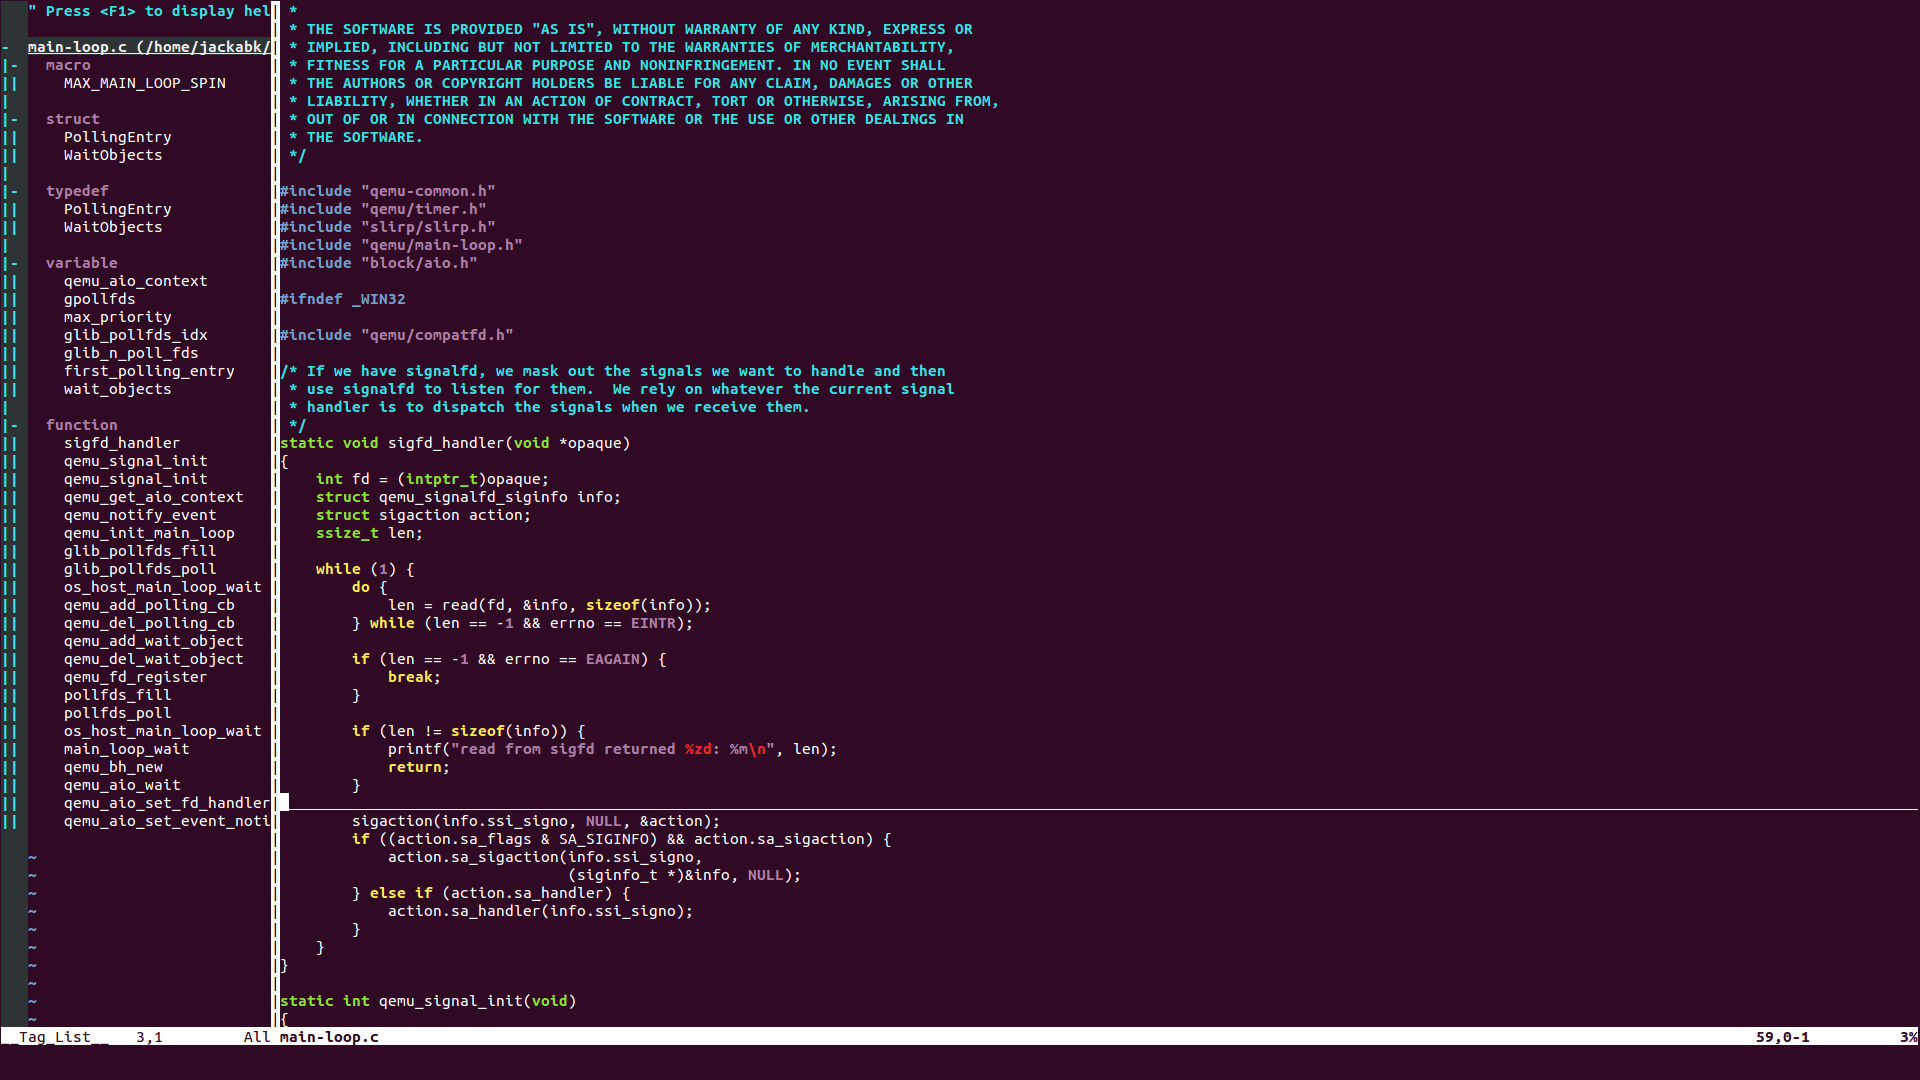 " Press <F1> to display hel
- main-loop.c (/home/jackabk/
|- macro
|| MAX_MAIN_LOOP_SPIN
|
|- struct
|| PollingEntry
|| WaitObjects
|
|- typedef
|| PollingEntry
|| WaitObjects
|
|- variable
|| qemu_aio_context
|| gpollfds
|| max_priority
|| glib_pollfds_idx
|| glib_n_poll_fds
|| first_polling_entry
|| wait_objects
|
|- function
|| sigfd_handler
|| qemu_signal_init
|| qemu_signal_init
|| qemu_get_aio_context
|| qemu_notify_event
|| qemu_init_main_loop
|| glib_pollfds_fill
|| glib_pollfds_poll
|| os_host_main_loop_wait
|| qemu_add_polling_cb
|| qemu_del_polling_cb
|| qemu_add_wait_object
|| qemu_del_wait_object
|| qemu_fd_register
|| pollfds_fill
|| pollfds_poll
|| os_host_main_loop_wait
|| main_loop_wait
|| qemu_bh_new
|| qemu_aio_wait
|| qemu_aio_set_fd_handler
|| qemu_aio_set_event_noti
~
~
~
~
~
~
~
~
~
~
__Tag_List__ 3,1 All
 *
 * THE SOFTWARE IS PROVIDED "AS IS", WITHOUT WARRANTY OF ANY KIND, EXPRESS OR
 * IMPLIED, INCLUDING BUT NOT LIMITED TO THE WARRANTIES OF MERCHANTABILITY,
 * FITNESS FOR A PARTICULAR PURPOSE AND NONINFRINGEMENT. IN NO EVENT SHALL
 * THE AUTHORS OR COPYRIGHT HOLDERS BE LIABLE FOR ANY CLAIM, DAMAGES OR OTHER
 * LIABILITY, WHETHER IN AN ACTION OF CONTRACT, TORT OR OTHERWISE, ARISING FROM,
 * OUT OF OR IN CONNECTION WITH THE SOFTWARE OR THE USE OR OTHER DEALINGS IN
 * THE SOFTWARE.
 */
#include "qemu-common.h"
#include "qemu/timer.h"
#include "slirp/slirp.h"
#include "qemu/main-loop.h"
#include "block/aio.h"
#ifndef _WIN32
#include "qemu/compatfd.h"
/* If we have signalfd, we mask out the signals we want to handle and then
 * use signalfd to listen for them.  We rely on whatever the current signal
 * handler is to dispatch the signals when we receive them.
 */
static void sigfd_handler(void *opaque)
{
    int fd = (intptr_t)opaque;
    struct qemu_signalfd_siginfo info;
    struct sigaction action;
    ssize_t len;
    while (1) {
        do {
            len = read(fd, &info, sizeof(info));
        } while (len == -1 && errno == EINTR);
        if (len == -1 && errno == EAGAIN) {
            break;
        }
        if (len != sizeof(info)) {
            printf("read from sigfd returned %zd: %m\n", len);
            return;
        }
        sigaction(info.ssi_signo, NULL, &action);
        if ((action.sa_flags & SA_SIGINFO) && action.sa_sigaction) {
            action.sa_sigaction(info.ssi_signo,
                                (siginfo_t *)&info, NULL);
        } else if (action.sa_handler) {
            action.sa_handler(info.ssi_signo);
        }
    }
}
static int qemu_signal_init(void)
{
main-loop.c 59,0-1 3%